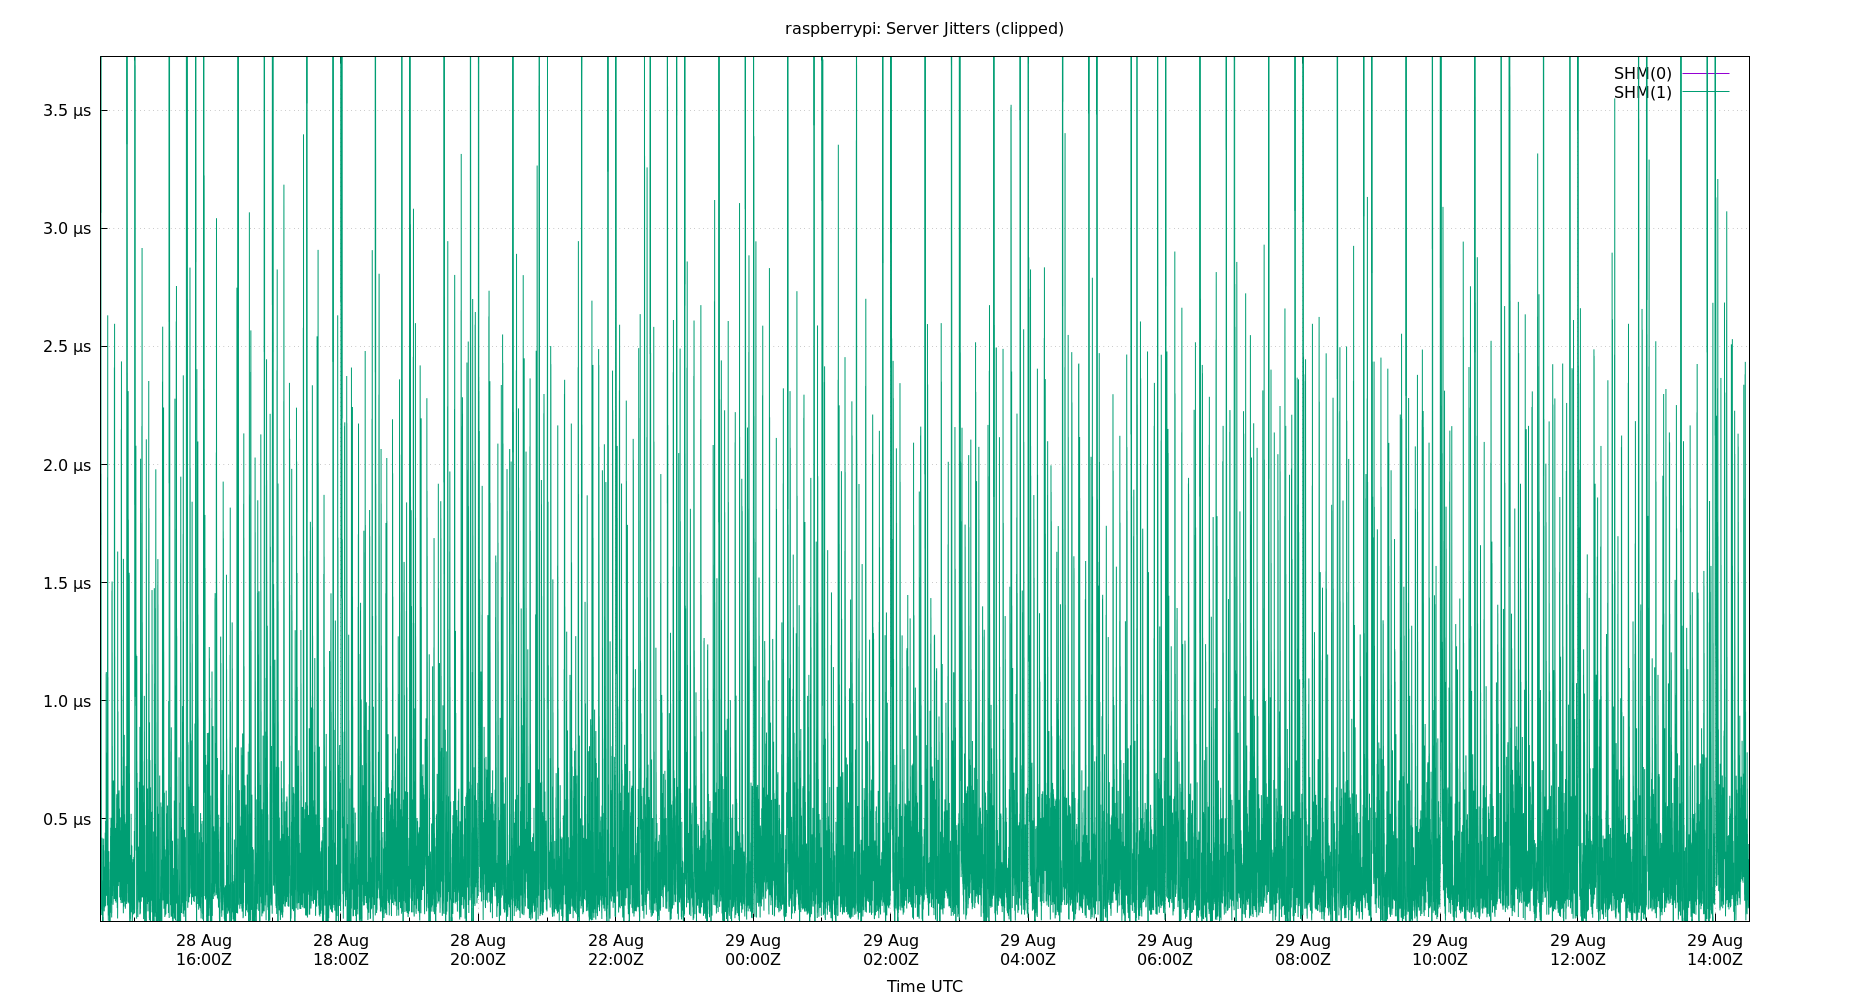 raspberrypi: Server Jitters (clipped)
SHM(0)
SHM(1)
3.5 µs
3.0 µs
2.5 µs
2.0 µs
1.5 µs
1.0 µs
0.5 µs
28 Aug 28 Aug 28 Aug 28 Aug 29 Aug 29 Aug 29 Aug 29 Aug 29 Aug 29 Aug 29 Aug 29 Aug
16:00Z 18:00Z 20:00Z 22:00Z 00:00Z 02:00Z 04:00Z 06:00Z 08:00Z 10:00Z 12:00Z 14:00Z
Time UTC